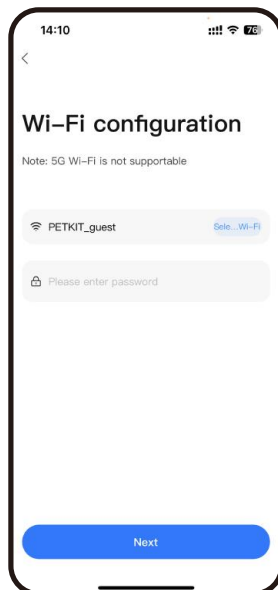 14:10
76
Wi-Fi configuration
Note: 5G Wi-Fi is not supportable
PETKIT_guest
Sele...Wi-Fi
Please enter password
Next